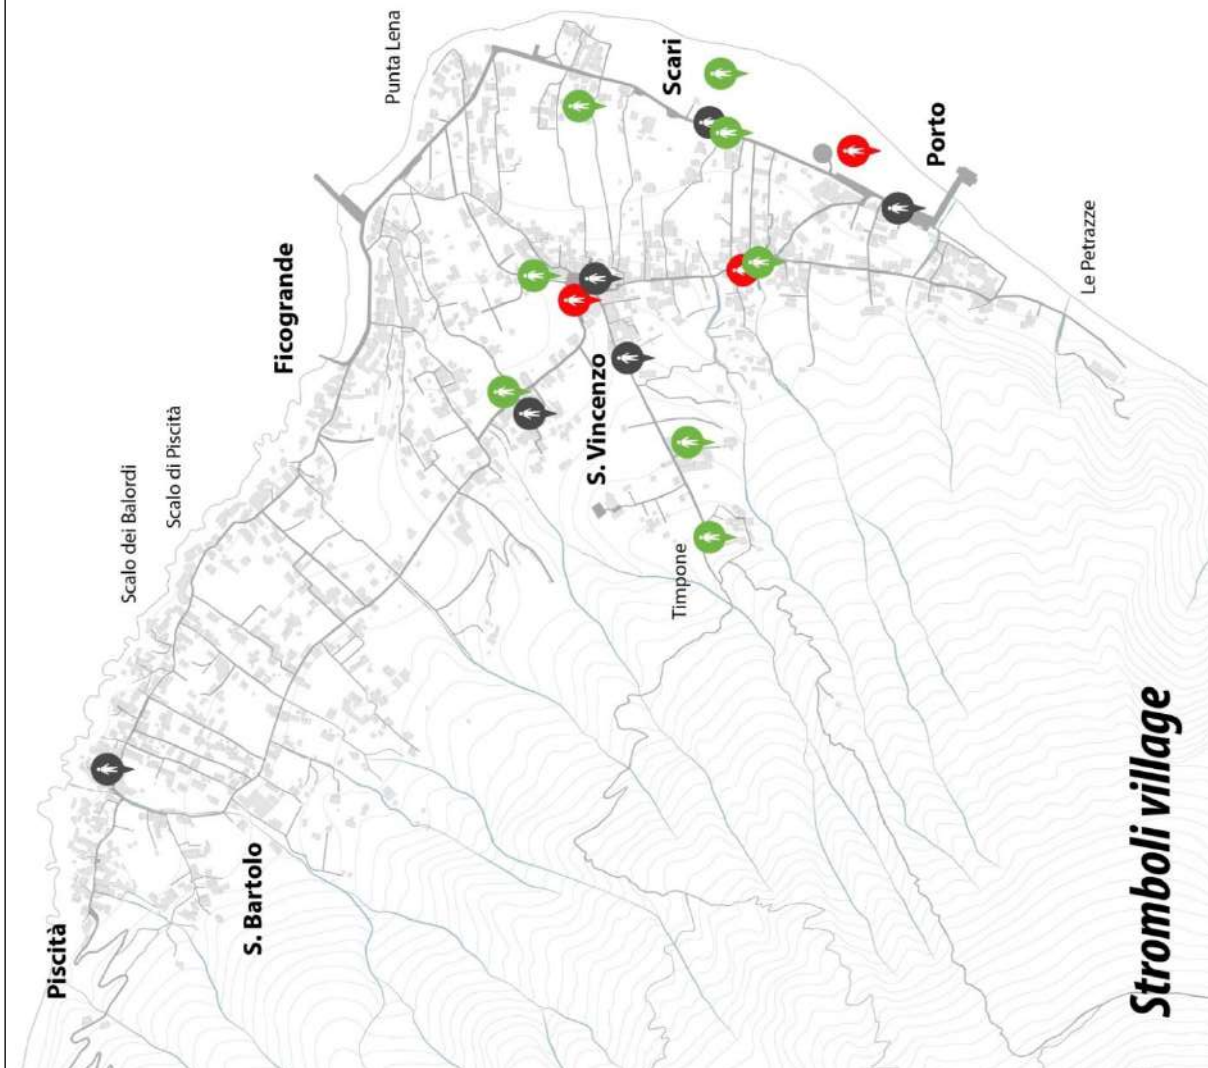 Piscità
S. Bartolo
Scalo dei Balordi
Scalo di Piscità
Ficogrande
Punta Lena
S. Vincenzo
Timpone
Scari
Porto
Le Petrazze
Stromboli village